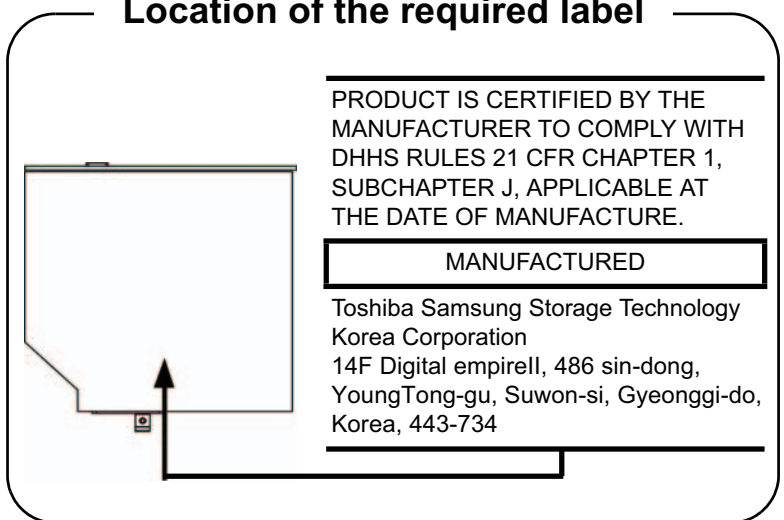 Location of the required label
PRODUCT IS CERTIFIED BY THE
MANUFACTURER TO COMPLY WITH
DHHS RULES 21 CFR CHAPTER 1,
SUBCHAPTER J, APPLICABLE AT
THE DATE OF MANUFACTURE.
MANUFACTURED
Toshiba Samsung Storage Technology
Korea Corporation
14F Digital empireII, 486 sin-dong,
YoungTong-gu, Suwon-si, Gyeonggi-do,
Korea, 443-734